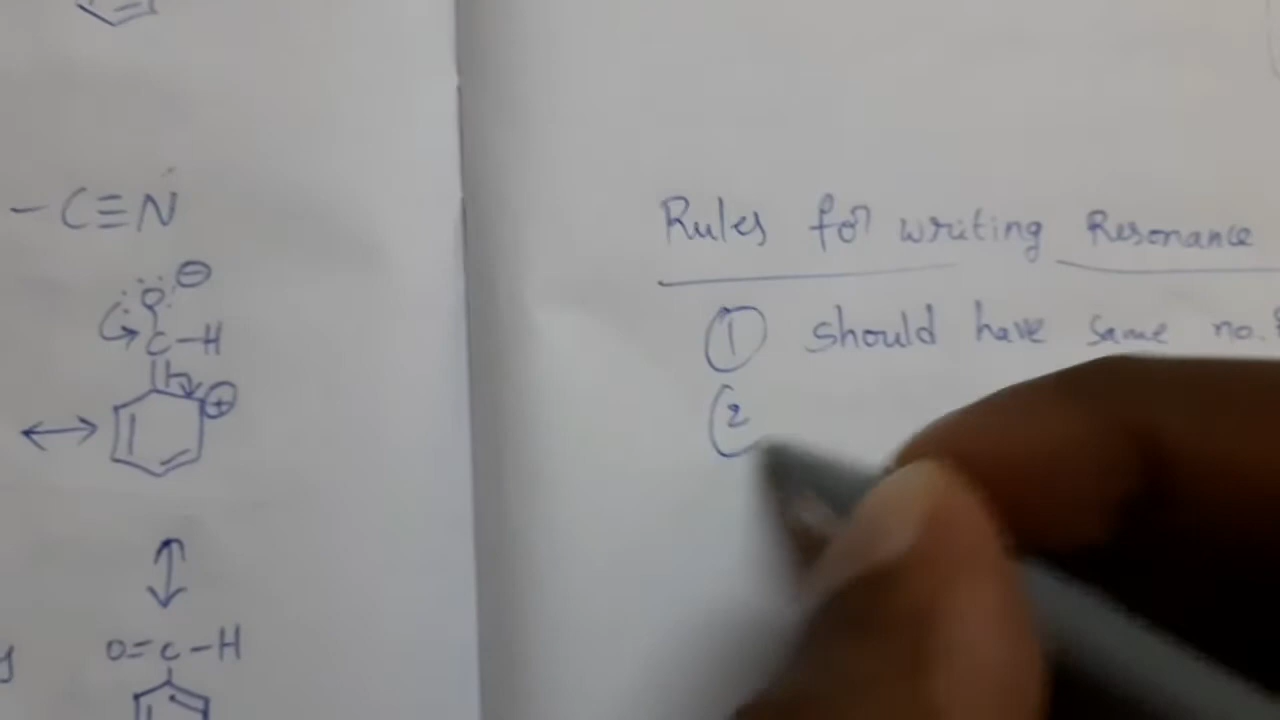 -C≡N
O ⊖
C-H
⊕
O=C-H
Rules for writing Resonance
① should have same no.
2